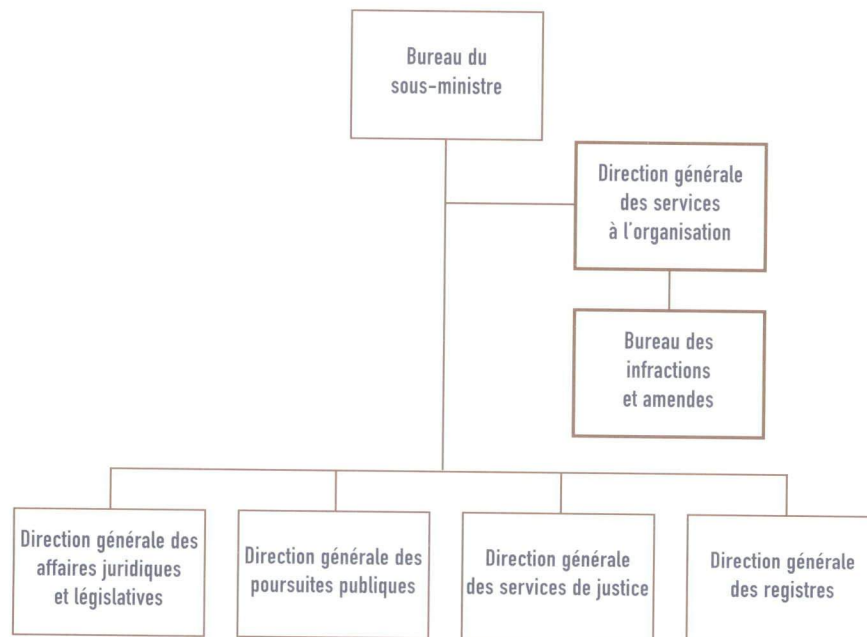 Bureau du
sous-ministre
Direction générale
des services
à l'organisation
Bureau des
infractions
et amendes
Direction générale des
affaires juridiques
et législatives
Direction générale des
poursuites publiques
Direction générale
des services de justice
Direction générale
des registres